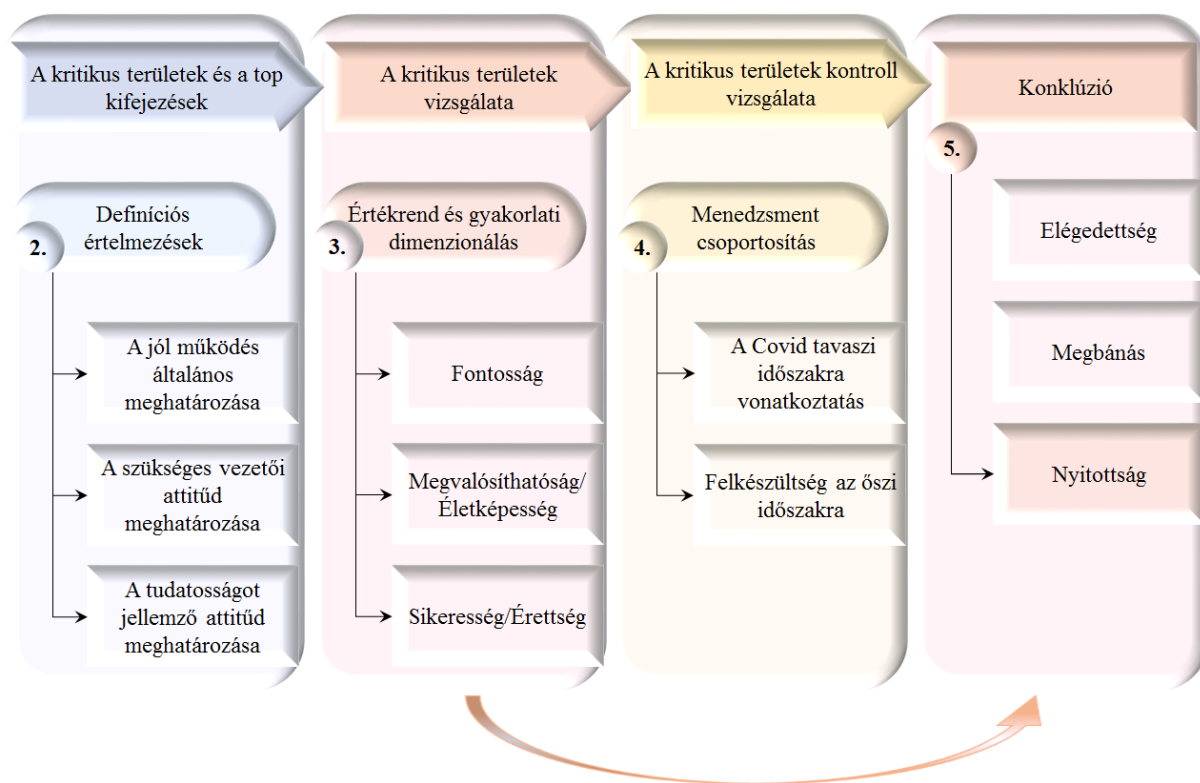 A kritikus területek és a top
kifejezések
2.
Definíciós
értelmezések
A jól működés
általános
meghatározása
A szükséges vezetői
attitűd
meghatározása
A tudatosságot
jellemző attitűd
meghatározása
A kritikus területek
vizsgálata
3.
Értékrend és gyakorlati
dimenzionálás
Fontosság
Megvalósíthatóság/
Életképesség
Sikeresség/Érettség
A kritikus területek kontroll
vizsgálata
4.
Menedzsment
csoportosítás
A Covid tavaszi
időszakra
vonatkoztatás
Felkészültség az őszi
időszakra
Konklúzió
5.
Elégedettség
Megbánás
Nyitottság